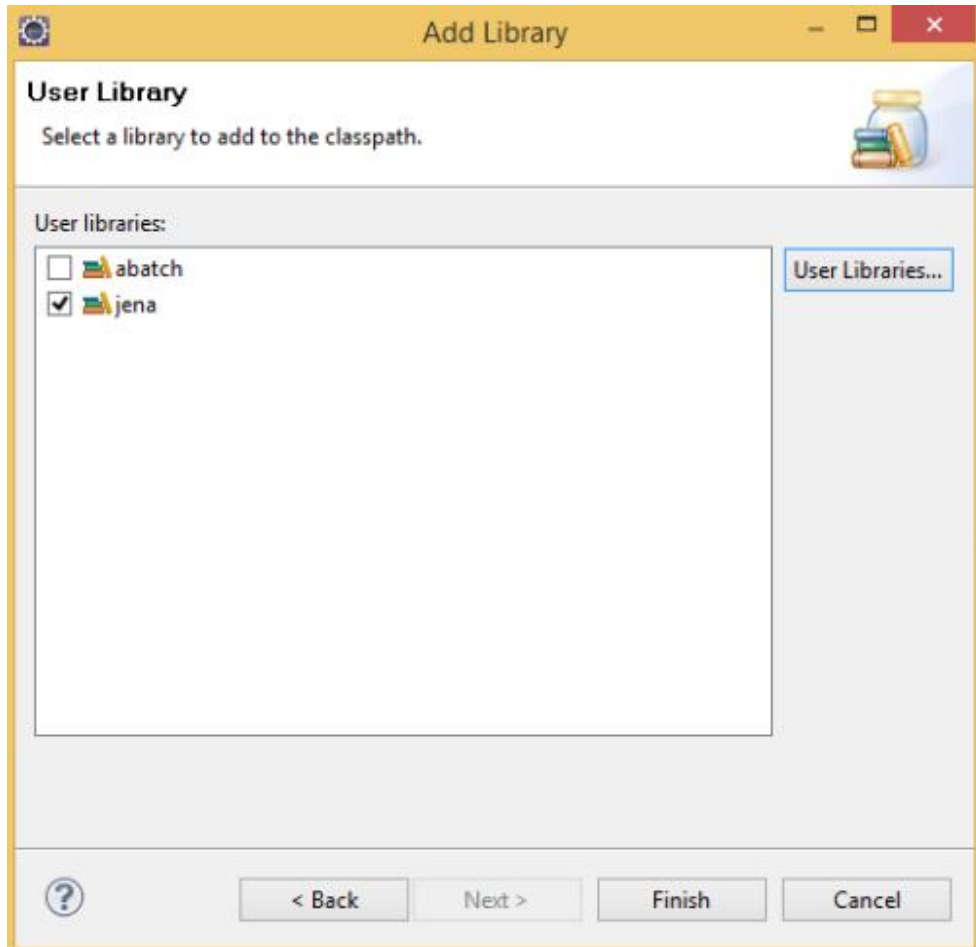 Add Library
User Library
Select a library to add to the classpath.
User libraries:
abatch
User Libraries...
jena
< Back
Next >
Finish
Cancel